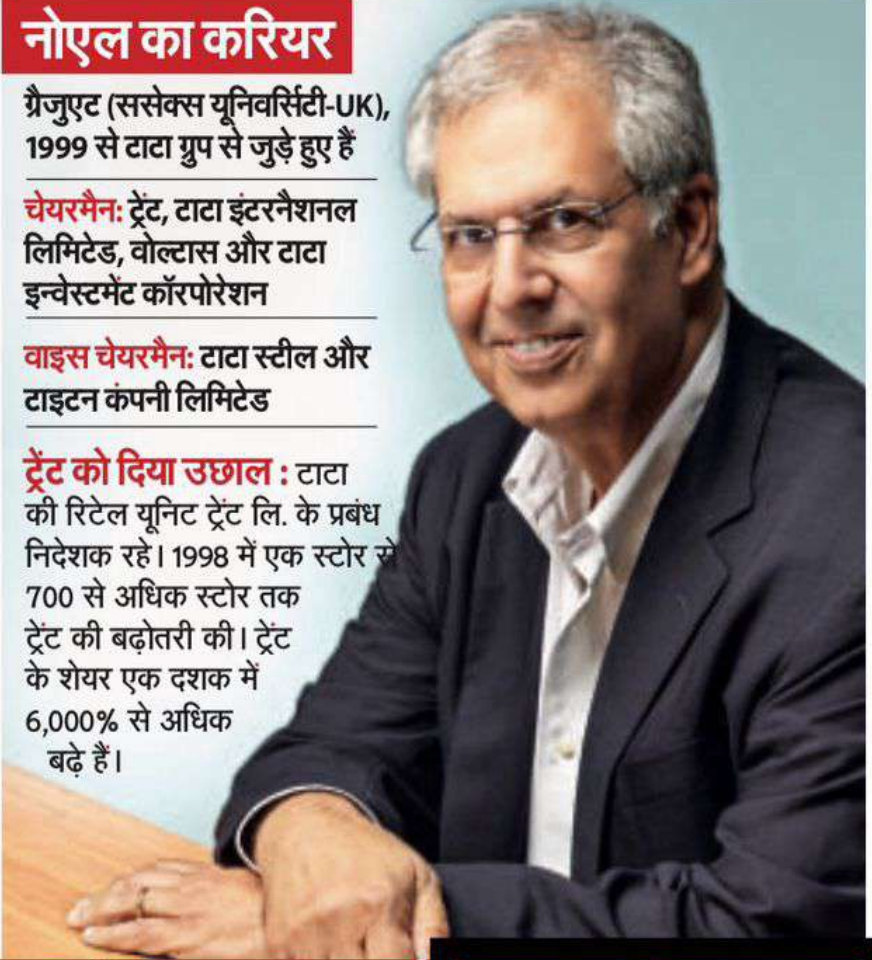 नोएल का करियर
ग्रैजुएट (ससेक्स यूनिवर्सिटी-UK),
1999 से टाटा ग्रुप से जुड़े हुए हैं
चेयरमैन: ट्रेंट, टाटा इंटरनैशनल
लिमिटेड, वोल्टास और टाटा
इन्वेस्टमेंट कॉरपोरेशन
वाइस चेयरमैन: टाटा स्टील और
टाइटन कंपनी लिमिटेड
ट्रेंट को दिया उछाल : टाटा
की रिटेल यूनिट ट्रेंट लि. के प्रबंध
निदेशक रहे। 1998 में एक स्टोर से
700 से अधिक स्टोर तक
ट्रेंट की बढ़ोतरी की। ट्रेंट
के शेयर एक दशक में
6,000% से अधिक
बढ़े हैं।